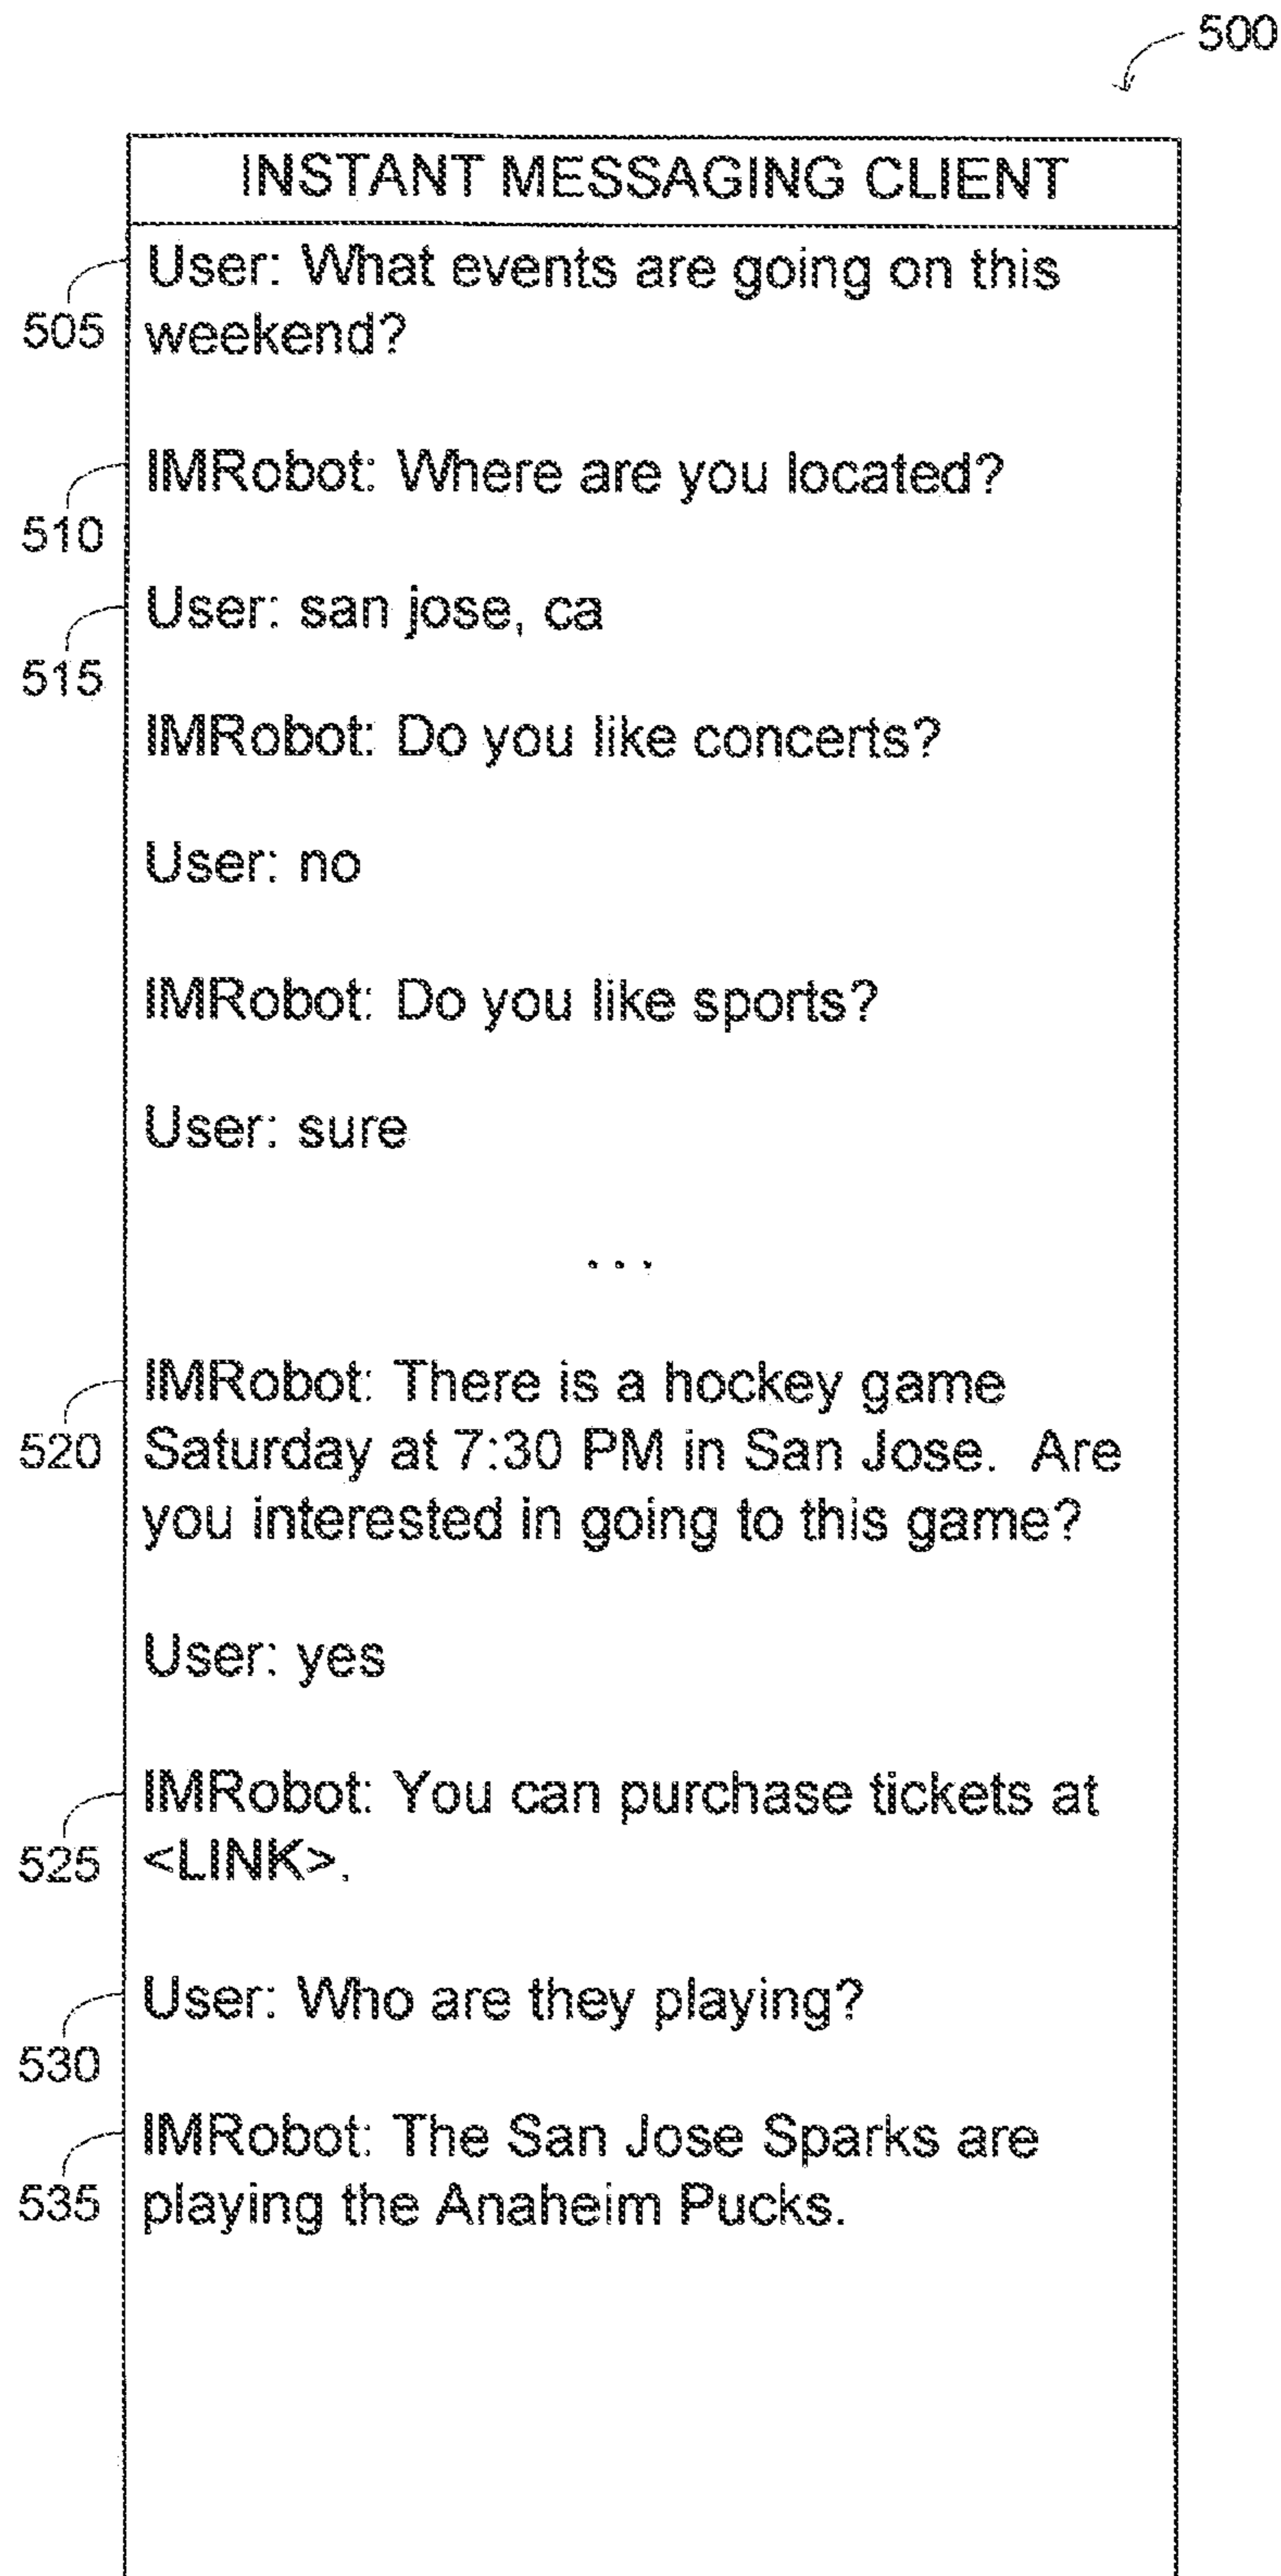 500
INSTANT MESSAGING CLIENT
User: What events are going on this
505 weekend?
IMRobot: Where are you located?
510
User: san jose, ca
515
IMRobot: Do you like concerts?
User: no
IMRobot: Do you like sports?
User: sure
...
IMRobot: There is a hockey game
520 Saturday at 7:30 PM in San Jose. Are
you interested in going to this game?
User: yes
IMRobot: You can purchase tickets at
525 <LINK>.
User: Who are they playing?
530
IMRobot: The San Jose Sparks are
535 playing the Anaheim Pucks.